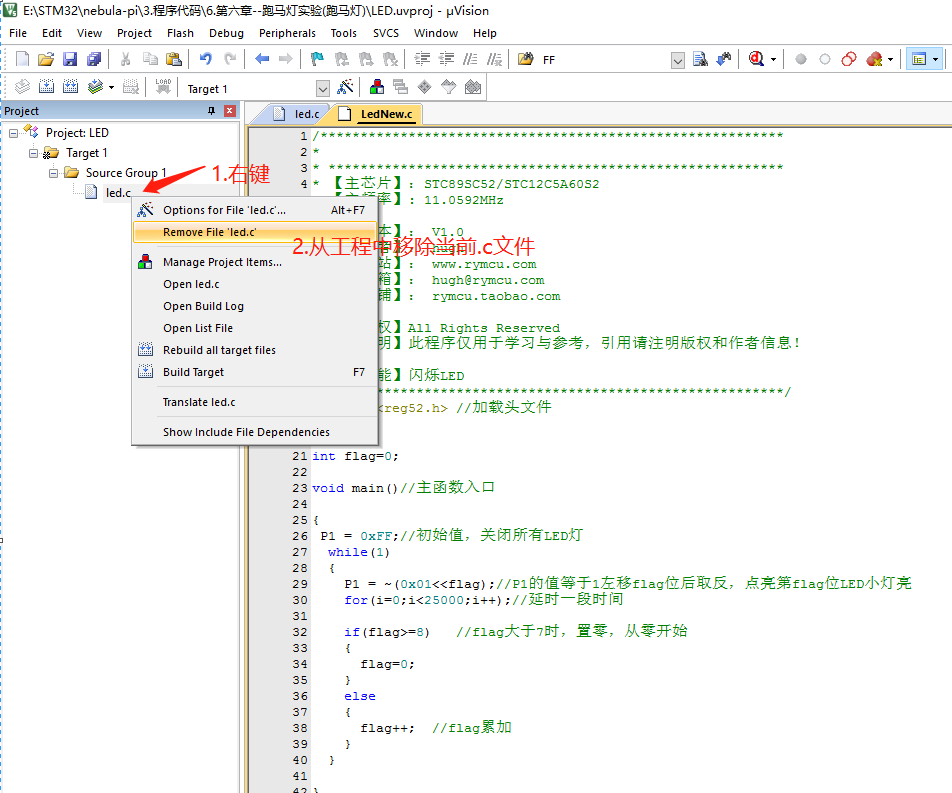 E:\STM32\nebula-pi\3.程序代码\6.第六章--跑马灯实验(跑马灯)\LED.uvproj - µVision
File Edit View Project Flash Debug Peripherals Tools SVCS Window Help
FF
LOAD
Target 1
Project
Project: LED
Target 1
Source Group 1
led.c
1.右键
Options for File 'led.c'... Alt+F7
Remove File 'led.c'
2.从工程中移除当前.c文件
Manage Project Items...
Open led.c
Open Build Log
Open List File
Rebuild all target files
Build Target F7
Translate led.c
Show Include File Dependencies
led.c LedNew.c
1 /**********************************************************
2 *
3 * *********************************************************
4 * 【主芯片】: STC89SC52/STC12C5A60S2
率】: 11.0592MHz
本】: V1.0
hugh
站】: www.rymcu.com
箱】: hugh@rymcu.com
铺】: rymcu.taobao.com
权】All Rights Reserved
明】此程序仅用于学习与参考，引用请注明版权和作者信息！
能】闪烁LED
**************************************************/
<reg52.h> //加载头文件
21 int flag=0;
22
23 void main()//主函数入口
24
25 {
26 P1 = 0xFF;//初始值，关闭所有LED灯
27 while(1)
28 {
29 P1 = ~(0x01<<flag);//P1的值等于1左移flag位后取反，点亮第flag位LED小灯亮
30 for(i=0;i<25000;i++);//延时一段时间
31
32 if(flag>=8) //flag大于7时，置零，从零开始
33 {
34 flag=0;
35 }
36 else
37 {
38 flag++; //flag累加
39 }
40 }
41
42 }